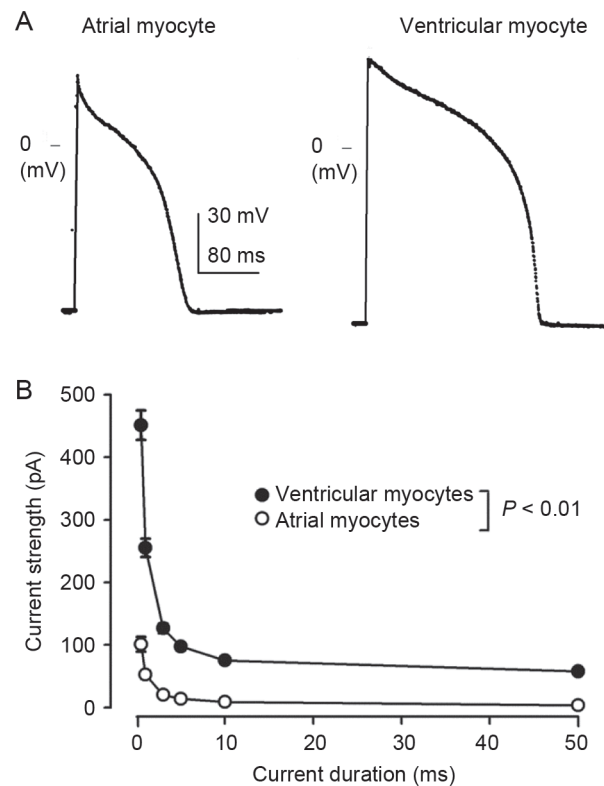 A
Atrial myocyte
Ventricular myocyte
0 –
(mV)
30 mV
80 ms
0 –
(mV)
B
500
400
300
200
100
0
Current strength (pA)
Ventricular myocytes
Atrial myocytes
P < 0.01
0 10 20 30 40 50
Current duration (ms)